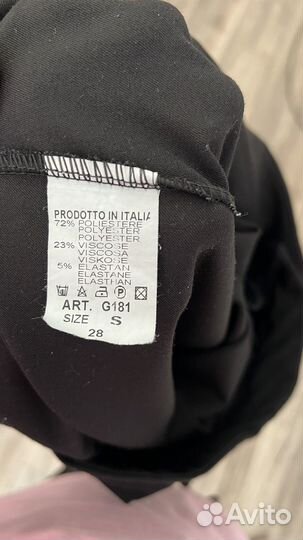 PRODOTTO IN ITALIA
72% POLIESTERE
POLYESTER
POLYESTER
23% VISCOSE
VISCOSA
VISKOSE
5% ELASTAN
ELASTANE
ELASTHAN
ART. G181
SIZE S
28
Avito